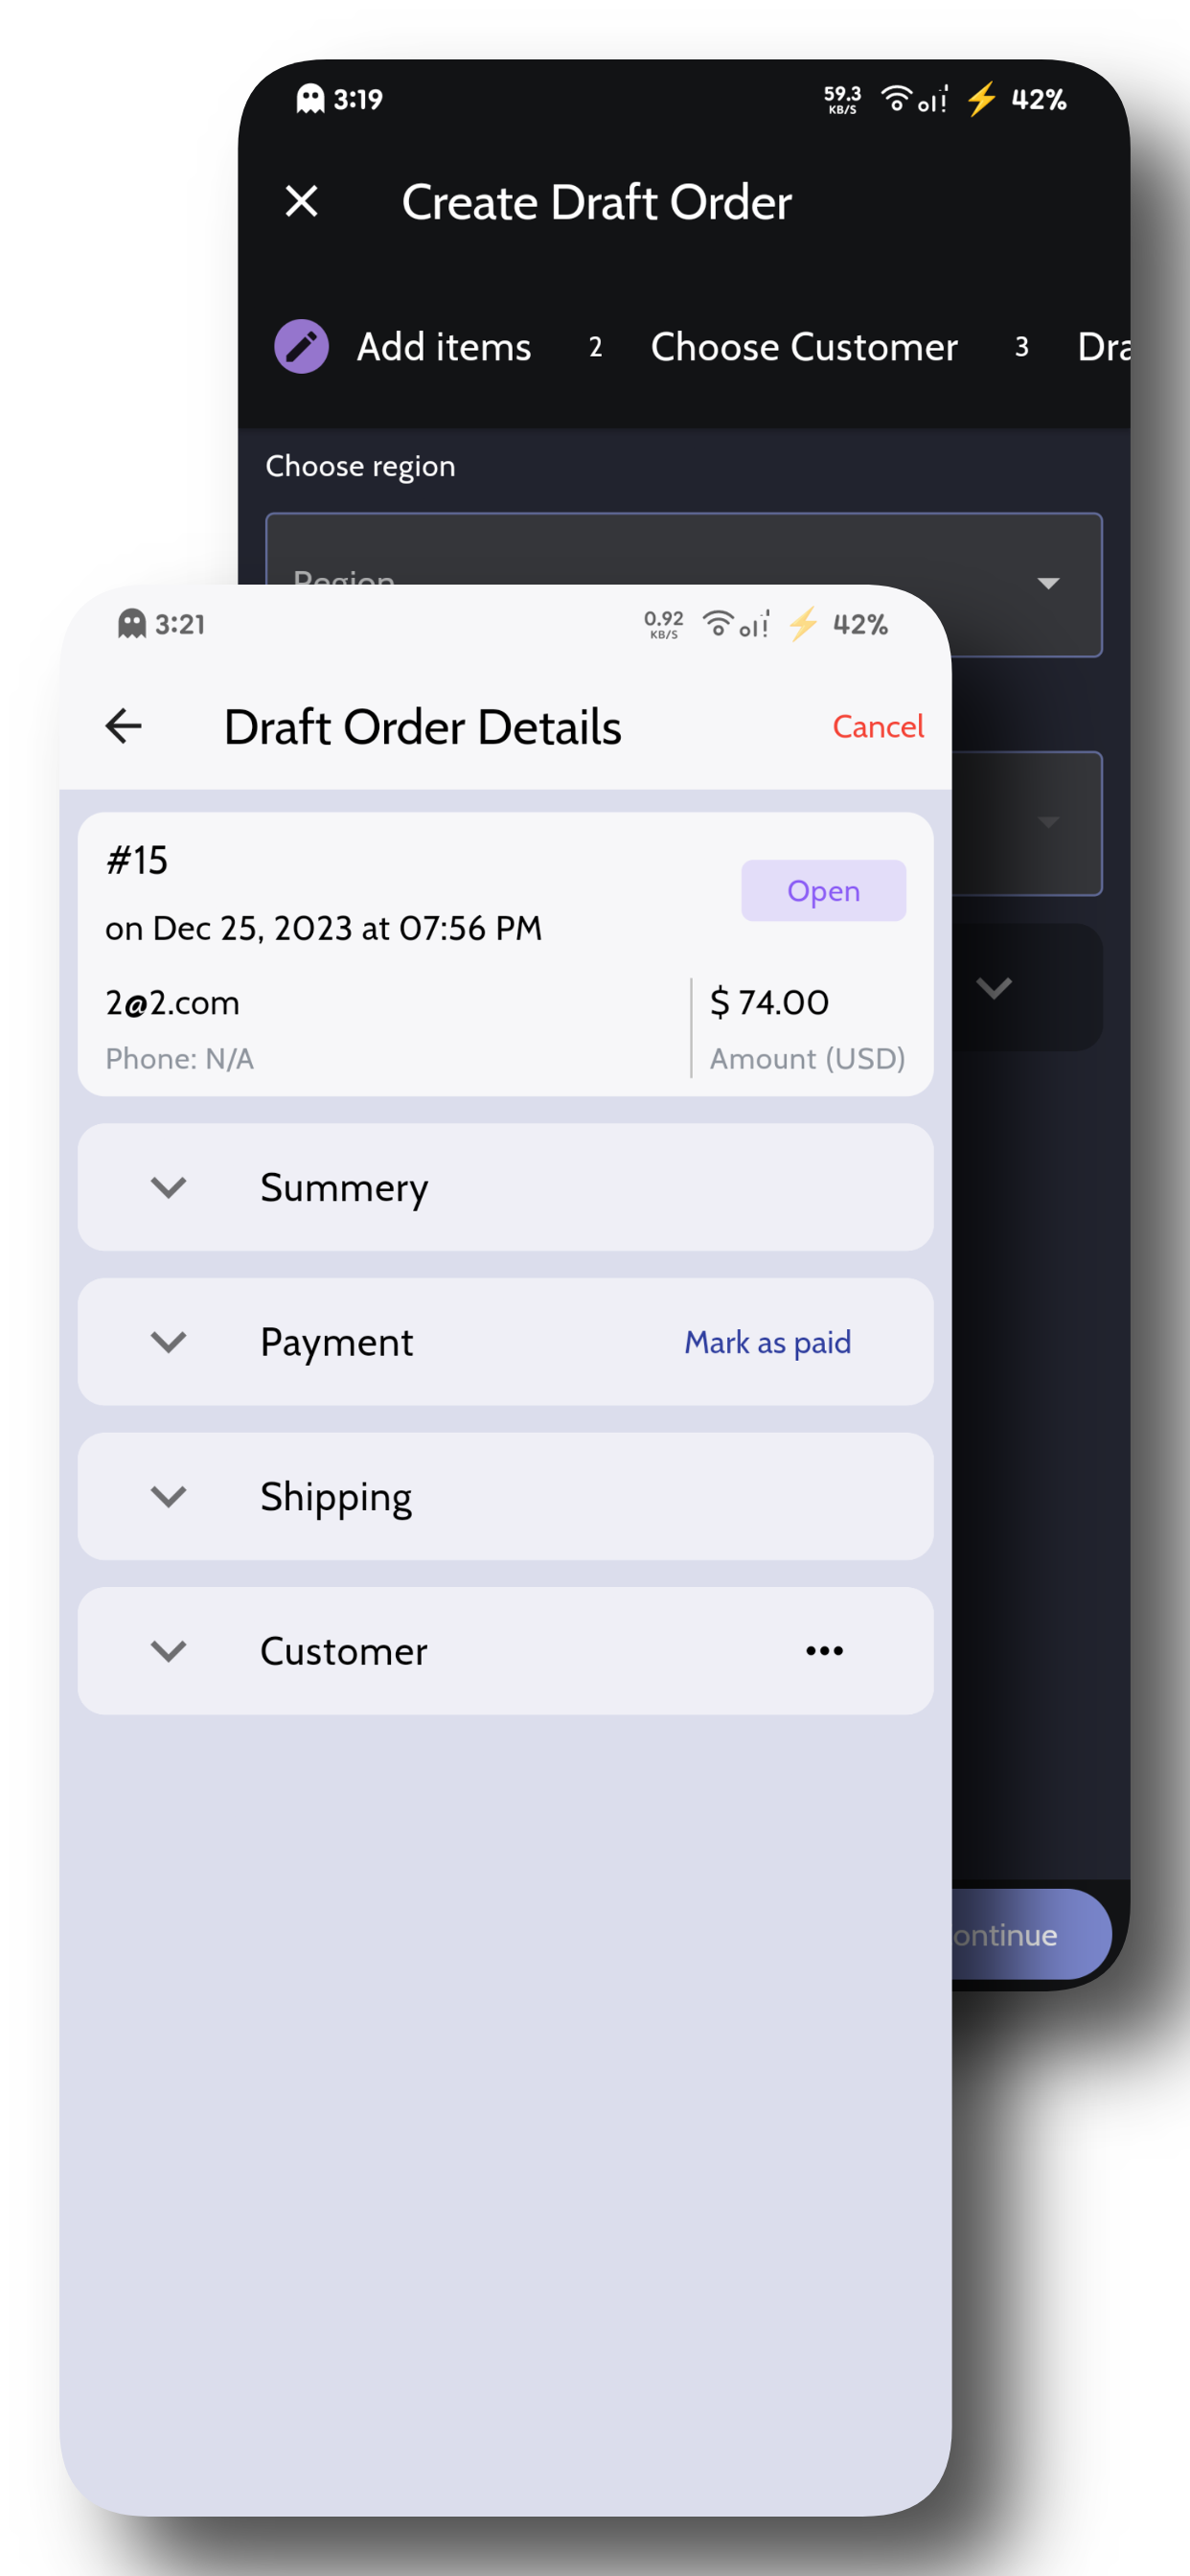 3:19 59.3 KB/S 42%
Create Draft Order
Add items 2 Choose Customer 3
Choose region
Region
3:21 0.92 KB/S 42%
Draft Order Details Cancel
#15
Open
on Dec 25, 2023 at 07:56 PM
2@2.com $ 74.00
Phone: N/A Amount (USD)
Summery
Payment Mark as paid
Shipping
Customer
ontinue